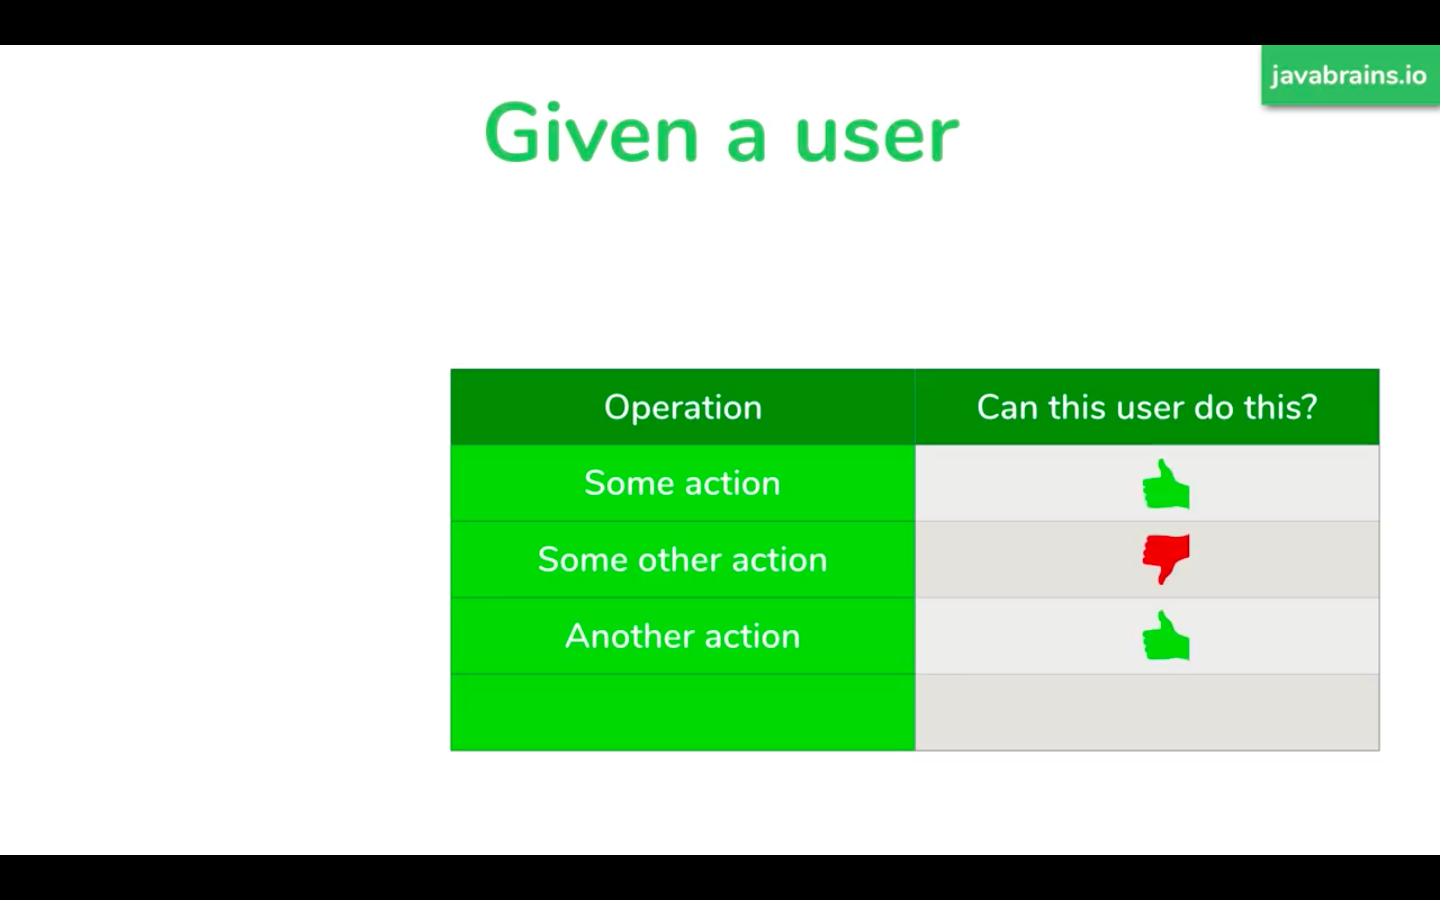 javabrains.io
Given a user
Operation Can this user do this?
Some action
Some other action
Another action